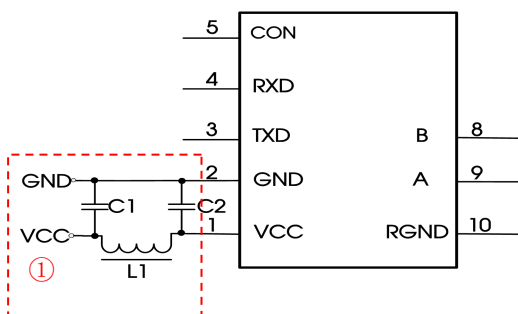 5 CON
4 RXD
3 TXD B 8
GND 2 GND A 9
C1 C2
VCC 1 VCC RGND 10
① L1